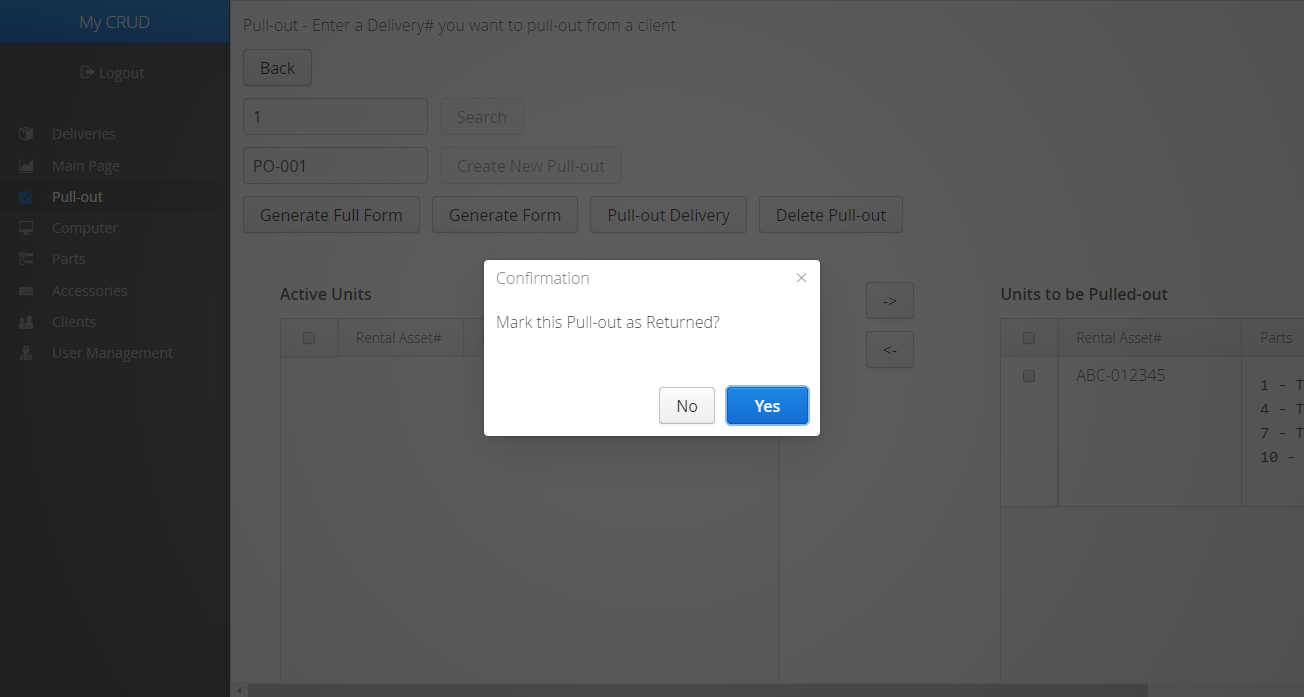 My CRUD
Logout
Deliveries
Main Page
Pull-out
Computer
Parts
Accessories
Clients
User Management
Pull-out - Enter a Delivery# you want to pull-out from a client
Back
1
Search
PO-001
Create New Pull-out
Generate Full Form
Generate Form
Pull-out Delivery
Delete Pull-out
Active Units
Rental Asset#
Confirmation
×
Mark this Pull-out as Returned?
No
Yes
->
<-
Units to be Pulled-out
Rental Asset#
Parts
ABC-012345
1 - T
4 - T
7 - T
10 -